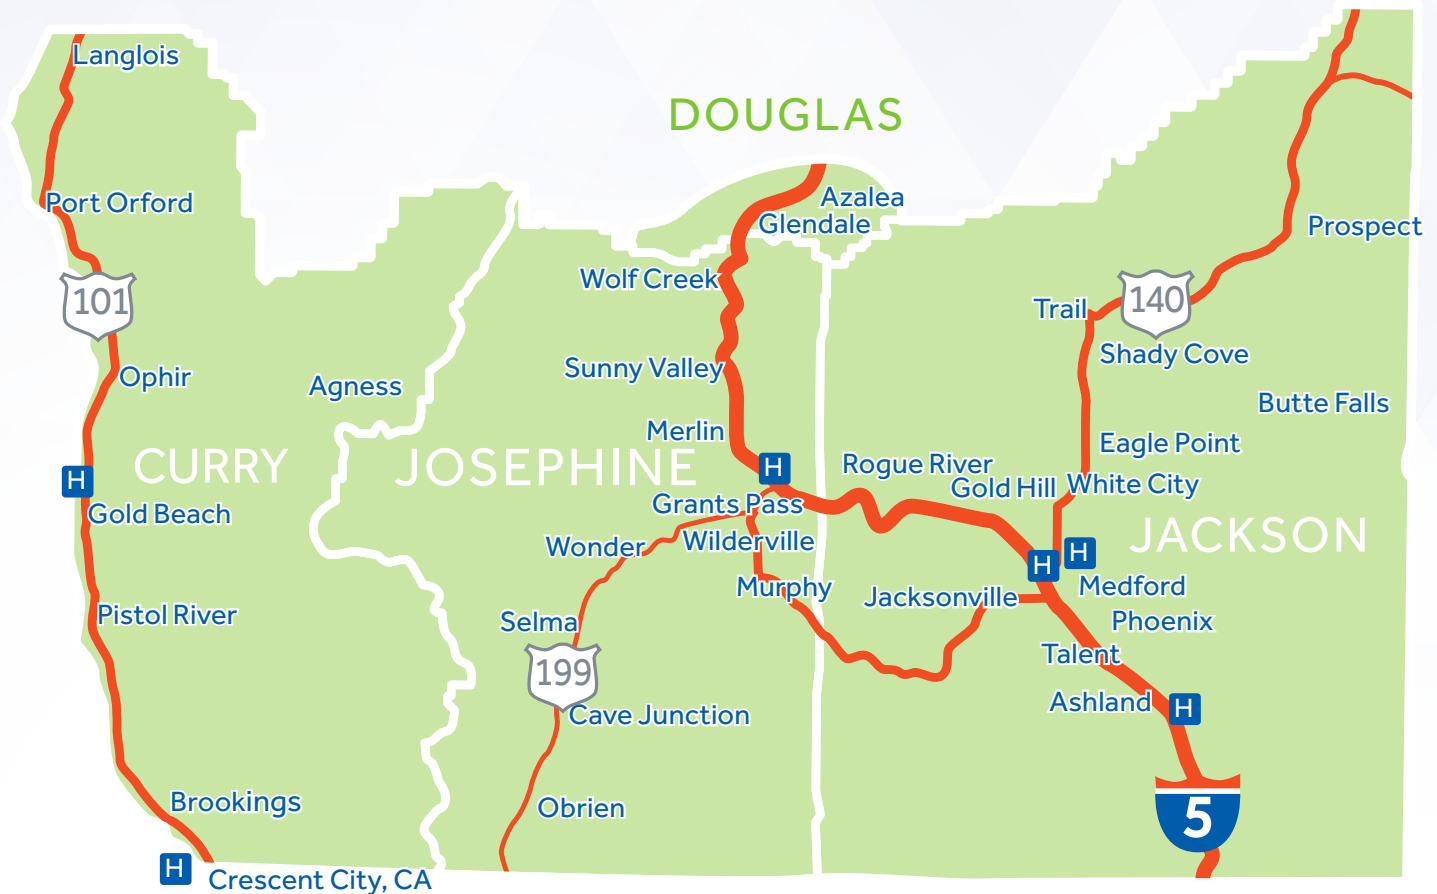 Langlois
DOUGLAS
Azalea
Port Orford
Glendale
Prospect
Wolf Creek
101
140
Trail
Shady Cove
Sunny Valley
Ophir
Agness
Butte Falls
Merlin
Eagle Point
CURRY
JOSEPHINE
H
Rogue River
H
Gold Hill
White City
Grants Pass
Gold Beach
JACKSON
Wonder
Wilderville
H
H
Murphy
Jacksonville
Medford
Pistol River
Selma
Phoenix
Talent
199
Ashland
H
Cave Junction
Brookings
Obrien
5
H
Crescent City, CA